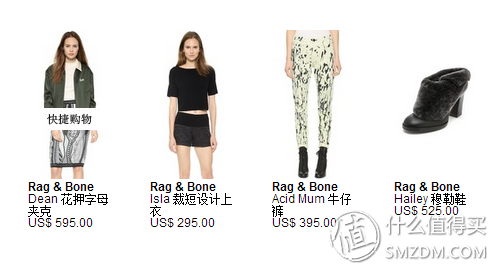 快捷购物
Rag & Bone
Dean 花押字母
夹克
US$ 595.00
Rag & Bone
Isla 裁短设计上
衣
US$ 295.00
Rag & Bone
Acid Mum 牛仔
裤
US$ 395.00
Rag & Bone
Hailey 穆勒鞋
US$ 525.00
值 什么值得买
SMZDM.COM